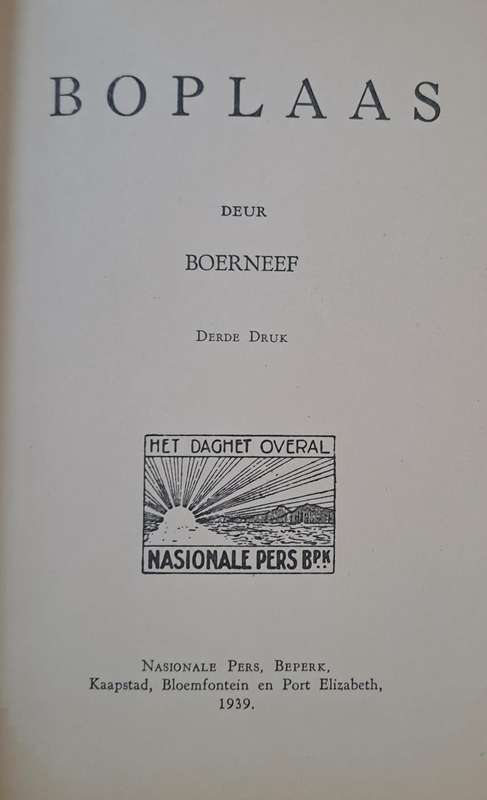 BOPLAAS
DEUR
BOERNEEF
DERDE DRUK
HET DAGHET OVERAL
NASIONALE PERS BPK
NASIONALE PERS, BEPERK,
Kaapstad, Bloemfontein en Port Elizabeth,
1939.